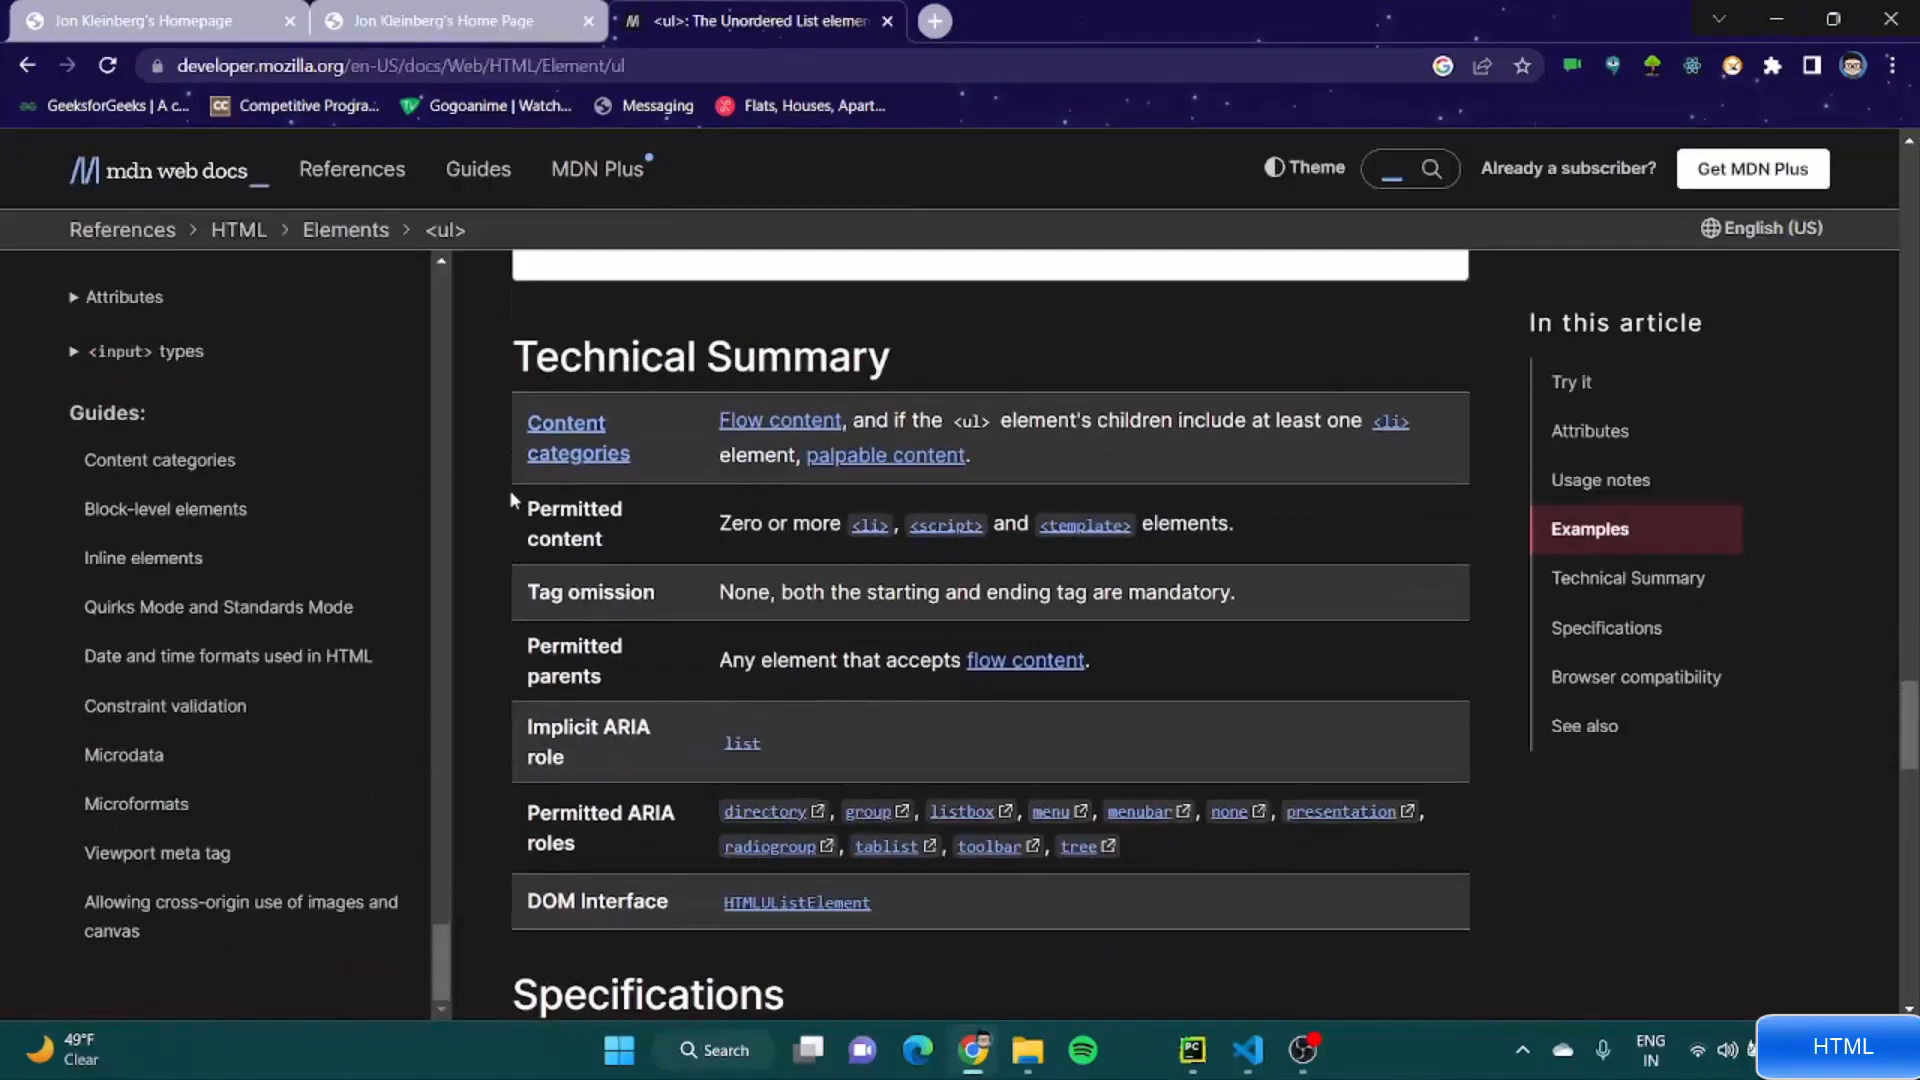 Jon Kleinberg's Homepage
Jon Kleinberg's Home Page
<ul>: The Unordered List elemen
developer.mozilla.org/en-US/docs/Web/HTML/Element/ul
GeeksforGeeks | A c...
CC Competitive Progra...
Gogoanime | Watch...
Messaging
Flats, Houses, Apart...
mdn web docs_
References
Guides
MDN Plus
Theme
Already a subscriber?
Get MDN Plus
References > HTML > Elements > <ul>
English (US)
Attributes
<input> types
Guides:
Content categories
Block-level elements
Inline elements
Quirks Mode and Standards Mode
Date and time formats used in HTML
Constraint validation
Microdata
Microformats
Viewport meta tag
Allowing cross-origin use of images and
canvas
Technical Summary
Content
categories
Flow content, and if the <ul> element's children include at least one <li>
element, palpable content.
Permitted
content
Zero or more <li>, <script> and <template> elements.
Tag omission
None, both the starting and ending tag are mandatory.
Permitted
parents
Any element that accepts flow content.
Implicit ARIA
role
list
Permitted ARIA
roles
directory, group, listbox, menu, menubar, none, presentation,
radiogroup, tablist, toolbar, tree
DOM Interface
HTMLUListElement
Specifications
In this article
Try it
Attributes
Usage notes
Examples
Technical Summary
Specifications
Browser compatibility
See also
49°F
Clear
Search
PC
ENG
IN
HTML